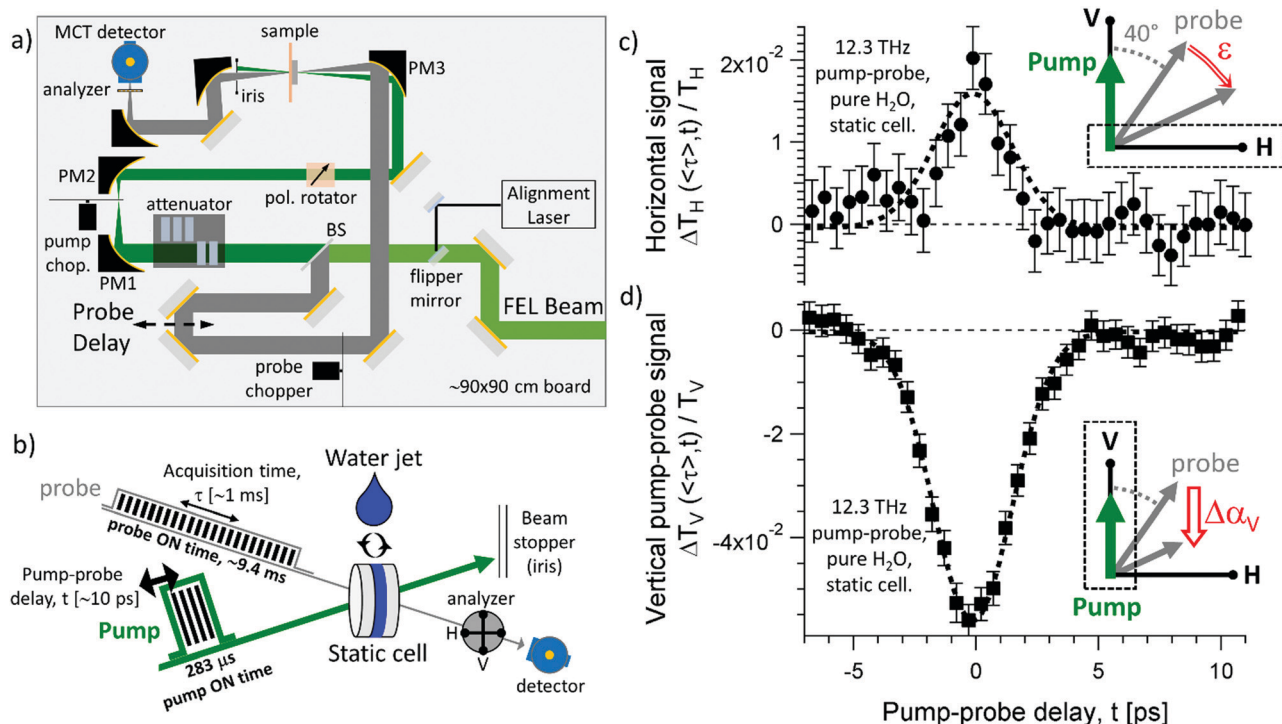 a)
MCT detector
analyzer
iris
sample
PM3
PM2
pol. rotator
attenuator
pump
chop.
PM1
BS
Alignment
Laser
flipper
mirror
FEL Beam
Probe
Delay
probe
chopper
~90x90 cm board
b)
probe
Acquisition time,
τ [~1 ms]
probe ON time, ~9.4 ms
Water jet
Beam
stopper
(iris)
Pump-probe
delay, t [~10 ps]
Pump
283 μs
pump ON time
Static cell
analyzer
H
V
detector
c)
Horizontal signal
ΔT_H (<τ>,t) / T_H
2x10⁻²
1
0
12.3 THz
pump-probe,
pure H₂O,
static cell.
V
40°
probe
ε
Pump
H
d)
Vertical pump-probe signal
ΔT_V (<τ>,t) / T_V
0
-2
-4x10⁻²
12.3 THz
pump-probe,
pure H₂O,
static cell.
V
probe
Δα_V
H
Pump
-5
0
5
10
Pump-probe delay, t [ps]